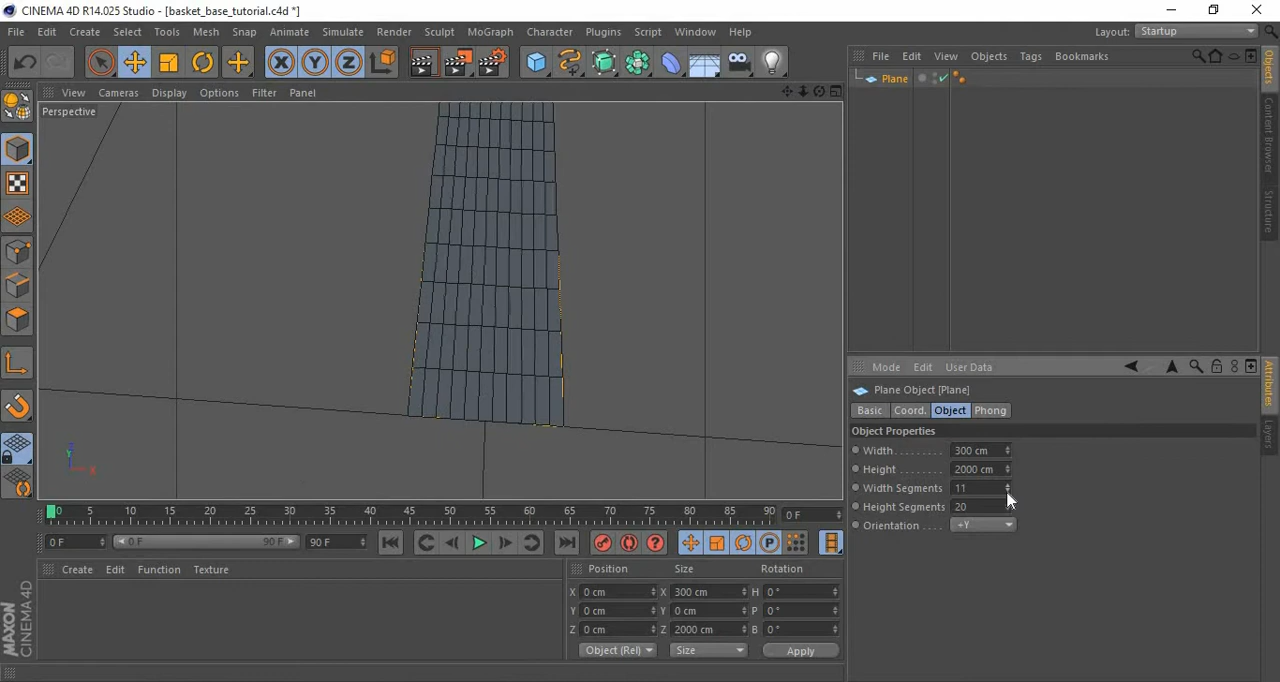 CINEMA 4D R14.025 Studio - [basket_base_tutorial.c4d *]
File Edit Create Select Tools Mesh Snap Animate Simulate Render Sculpt MoGraph Character Plugins Script Window Help Layout: Startup
X Y Z
File Edit View Objects Tags Bookmarks
Plane
View Cameras Display Options Filter Panel
Perspective
Y
X
Objects
Content Browser
Structure
Mode Edit User Data
Plane Object [Plane]
Basic Coord. Object Phong
Object Properties
Width 300 cm
Height 2000 cm
Width Segments 11
Height Segments 20
Orientation +Y
Attributes
Layers
0 5 10 15 20 25 30 35 40 45 50 55 60 65 70 75 80 85 90 0 F
0 F 0 F 90 F 90 F P
Create Edit Function Texture
Position Size Rotation
X 0 cm X 300 cm H 0 °
Y 0 cm Y 0 cm P 0 °
Z 0 cm Z 2000 cm B 0 °
Object (Rel) Size Apply
MAXON
CINEMA 4D